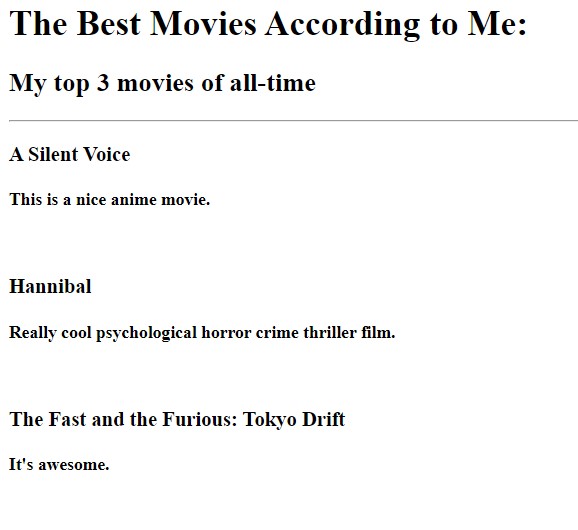 The Best Movies According to Me:
My top 3 movies of all-time
A Silent Voice
This is a nice anime movie.
Hannibal
Really cool psychological horror crime thriller film.
The Fast and the Furious: Tokyo Drift
It's awesome.